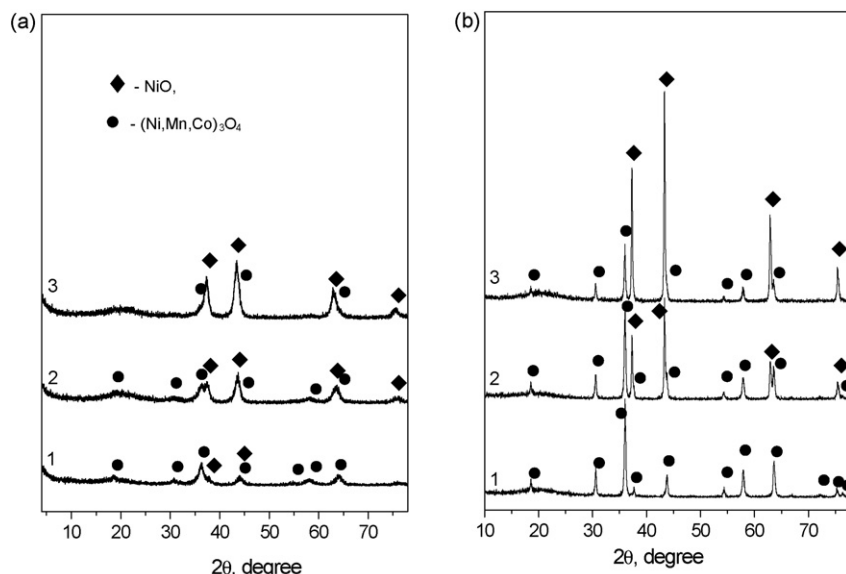 (a)
◆ - NiO,
● - (Ni,Mn,Co)₃O₄
3
2
1
10 20 30 40 50 60 70
2θ, degree
(b)
3
2
1
10 20 30 40 50 60 70
2θ, degree